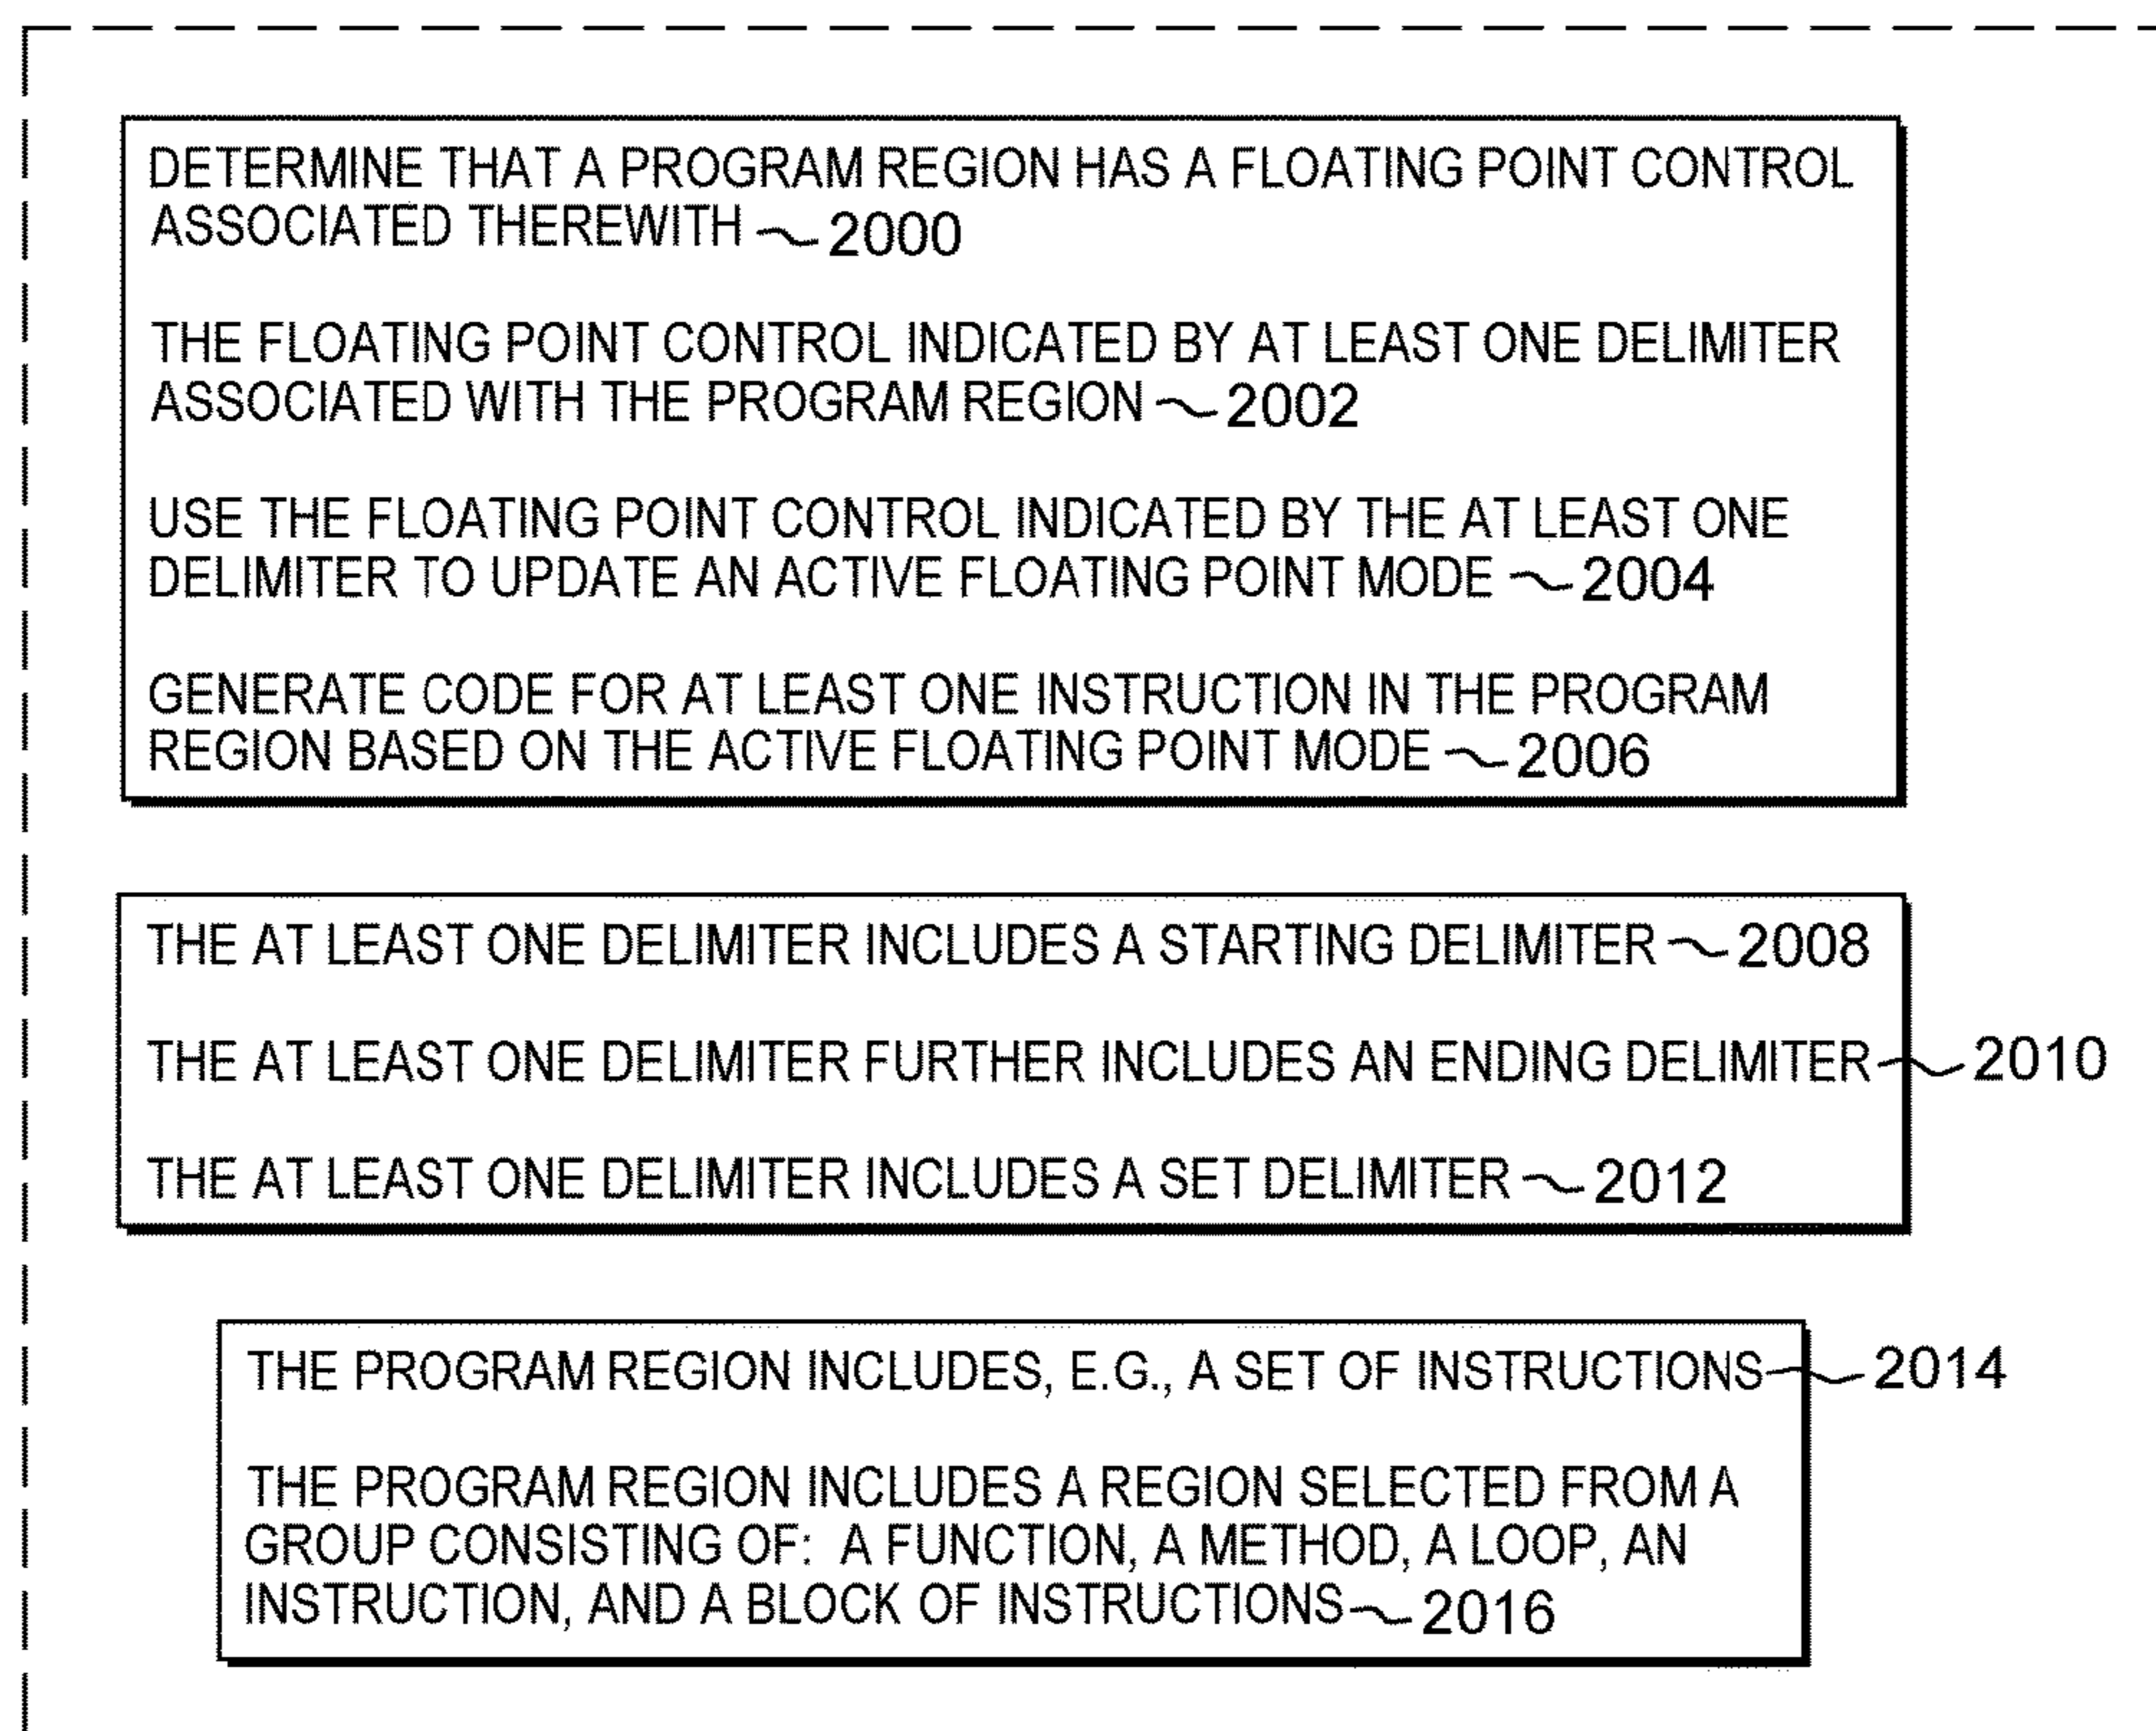 DETERMINE THAT A PROGRAM REGION HAS A FLOATING POINT CONTROL
ASSOCIATED THEREWITH ~ 2000
THE FLOATING POINT CONTROL INDICATED BY AT LEAST ONE DELIMITER
ASSOCIATED WITH THE PROGRAM REGION ~ 2002
USE THE FLOATING POINT CONTROL INDICATED BY THE AT LEAST ONE
DELIMITER TO UPDATE AN ACTIVE FLOATING POINT MODE ~ 2004
GENERATE CODE FOR AT LEAST ONE INSTRUCTION IN THE PROGRAM
REGION BASED ON THE ACTIVE FLOATING POINT MODE ~ 2006
THE AT LEAST ONE DELIMITER INCLUDES A STARTING DELIMITER ~ 2008
THE AT LEAST ONE DELIMITER FURTHER INCLUDES AN ENDING DELIMITER ~ 2010
THE AT LEAST ONE DELIMITER INCLUDES A SET DELIMITER ~ 2012
THE PROGRAM REGION INCLUDES, E.G., A SET OF INSTRUCTIONS ~ 2014
THE PROGRAM REGION INCLUDES A REGION SELECTED FROM A
GROUP CONSISTING OF: A FUNCTION, A METHOD, A LOOP, AN
INSTRUCTION, AND A BLOCK OF INSTRUCTIONS ~ 2016